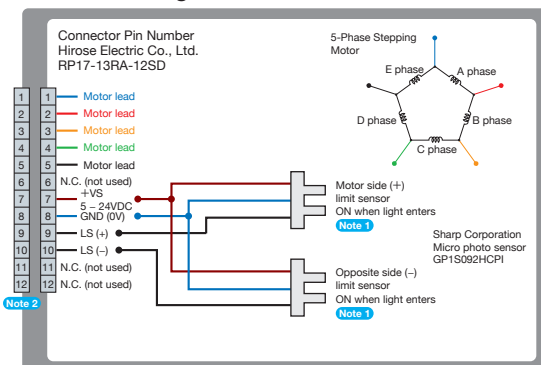 Connector Pin Number
Hirose Electric Co., Ltd.
RP17-13RA-12SD
5-Phase Stepping
Motor
E phase
A phase
D phase
B phase
C phase
1 1 Motor lead
2 2 Motor lead
3 3 Motor lead
4 4 Motor lead
5 5 Motor lead
6 6 N.C. (not used)
7 7 +VS
5 – 24VDC
8 8 GND (0V)
9 9 LS (+)
10 10 LS (–)
11 11 N.C. (not used)
12 12 N.C. (not used)
Note 2
Motor side (+)
limit sensor
ON when light enters
Note 1
Sharp Corporation
Micro photo sensor
GP1S092HCPI
Opposite side (–)
limit sensor
ON when light enters
Note 1